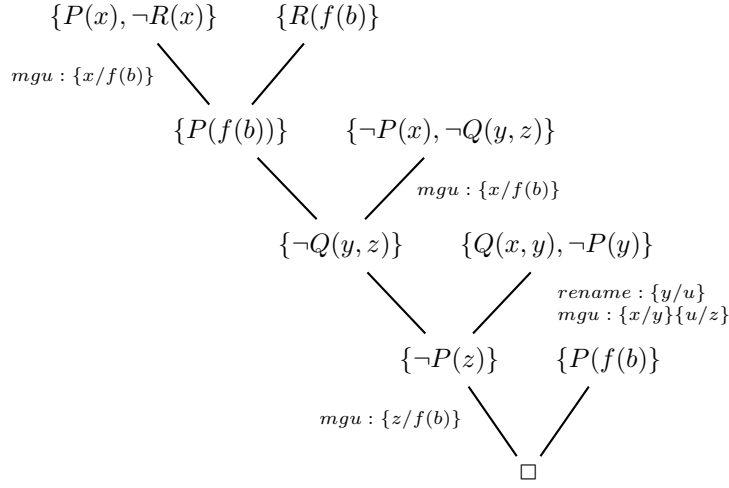 {P(x), ¬R(x)} {R(f(b)}
mgu : {x/f(b)}
{P(f(b))} {¬P(x), ¬Q(y, z)}
mgu : {x/f(b)}
{¬Q(y, z)} {Q(x, y), ¬P(y)}
rename : {y/u}
mgu : {x/y}{u/z}
{¬P(z)} {P(f(b)}
mgu : {z/f(b)}
□